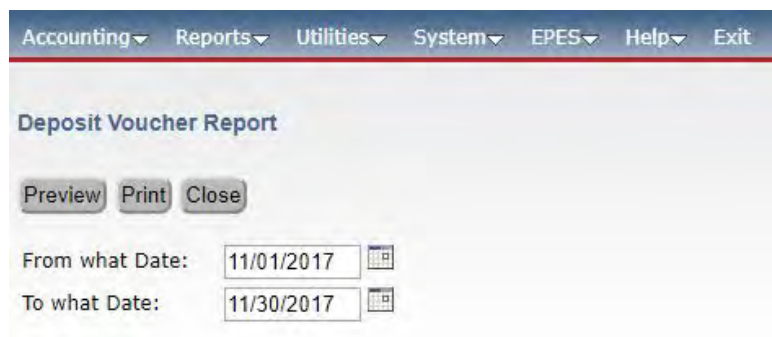 Accounting Reports Utilities System EPES Help Exit
Deposit Voucher Report
Preview Print Close
From what Date: 11/01/2017
To what Date: 11/30/2017